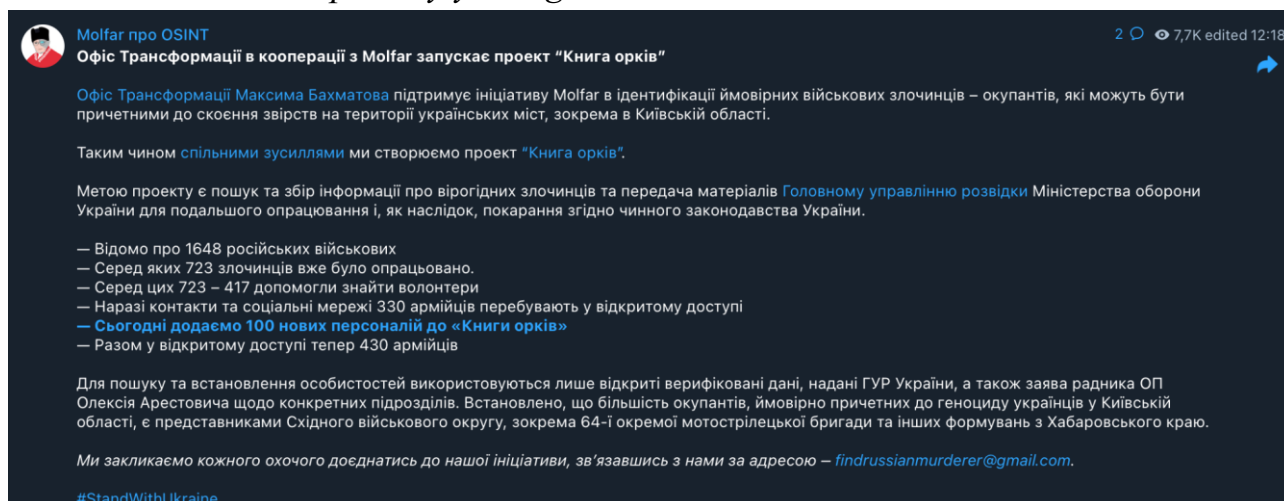 Molfar про OSINT
2 7,7K edited 12:18
Офіс Трансформації в кооперації з Molfar запускає проект “Книга орків”
Офіс Трансформації Максима Бахматова підтримує ініціативу Molfar в ідентифікації ймовірних військових злочинців – окупантів, які можуть бути
причетними до скоєння звірств на території українських міст, зокрема в Київській області.
Таким чином спільними зусиллями ми створюємо проект “Книга орків”.
Метою проекту є пошук та збір інформації про вірогідних злочинців та передача матеріалів Головному управлінню розвідки Міністерства оборони
України для подальшого опрацювання і, як наслідок, покарання згідно чинного законодавства України.
— Відомо про 1648 російських військових
— Серед яких 723 злочинців вже було опрацьовано.
— Серед цих 723 – 417 допомогли знайти волонтери
— Наразі контакти та соціальні мережі 330 армійців перебувають у відкритому доступі
— Сьогодні додаємо 100 нових персоналій до «Книги орків»
— Разом у відкритому доступі тепер 430 армійців
Для пошуку та встановлення особистостей використовуються лише відкриті верифіковані дані, надані ГУР України, а також заява радника ОП
Олексія Арестовича щодо конкретних підрозділів. Встановлено, що більшість окупантів, ймовірно причетних до геноциду українців у Київській
області, є представниками Східного військового округу, зокрема 64-ї окремої мотострілецької бригади та інших формувань з Хабаровського краю.
Ми закликаємо кожного охочого доєднатись до нашої ініціативи, зв’язавшись з нами за адресою – findrussianmurderer@gmail.com.
#StandWithUkraine